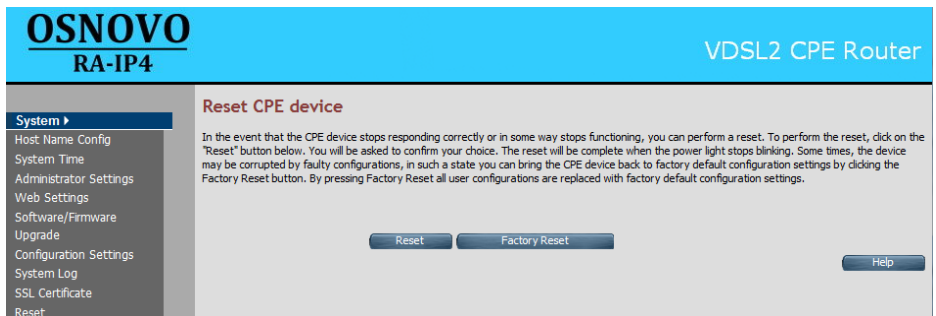 OSNOVO
RA-IP4
VDSL2 CPE Router
System
Host Name Config
System Time
Administrator Settings
Web Settings
Software/Firmware
Upgrade
Configuration Settings
System Log
SSL Certificate
Reset
Reset CPE device
In the event that the CPE device stops responding correctly or in some way stops functioning, you can perform a reset. To perform the reset, click on the
"Reset" button below. You will be asked to confirm your choice. The reset will be complete when the power light stops blinking. Some times, the device
may be corrupted by faulty configurations, in such a state you can bring the CPE device back to factory default configuration settings by clicking the
Factory Reset button. By pressing Factory Reset all user configurations are replaced with factory default configuration settings.
Reset Factory Reset
Help